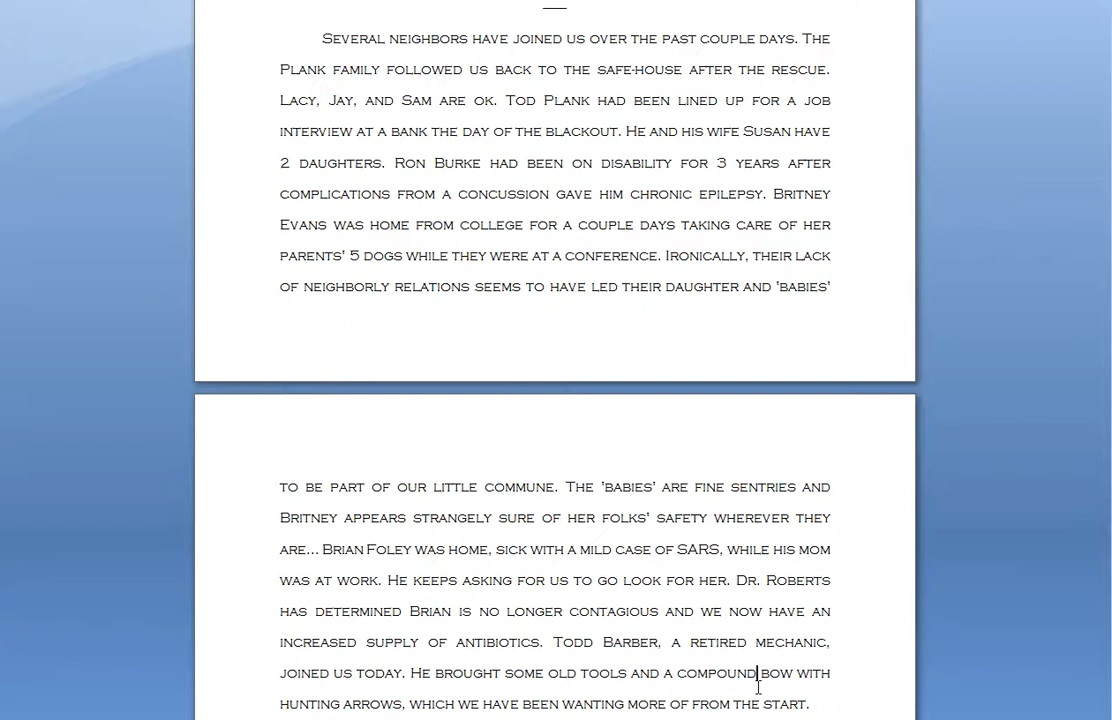 Several neighbors have joined us over the past couple days. The
Plank family followed us back to the safe-house after the rescue.
Lacy, Jay, and Sam are ok. Tod Plank had been lined up for a job
interview at a bank the day of the blackout. He and his wife Susan have
2 daughters. Ron Burke had been on disability for 3 years after
complications from a concussion gave him chronic epilepsy. Britney
Evans was home from college for a couple days taking care of her
parents' 5 dogs while they were at a conference. Ironically, their lack
of neighborly relations seems to have led their daughter and 'babies'
to be part of our little commune. The 'babies' are fine sentries and
Britney appears strangely sure of her folks' safety wherever they
are... Brian Foley was home, sick with a mild case of SARS, while his mom
was at work. He keeps asking for us to go look for her. Dr. Roberts
has determined Brian is no longer contagious and we now have an
increased supply of antibiotics. Todd Barber, a retired mechanic,
joined us today. He brought some old tools and a compound bow with
hunting arrows, which we have been wanting more of from the start.